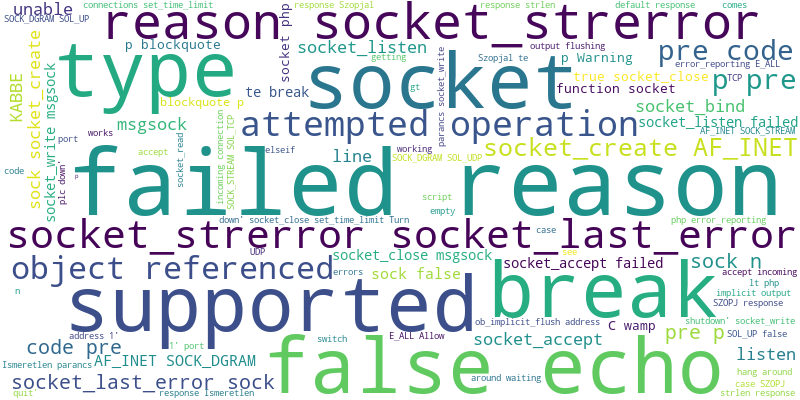 connections set_time_limit
response Szopjal
response strlen
default response
comes
unable
SOCK_DGRAM SOL_UP
reason socket_strerror
p blockquote
socket php
socket_listen
output flushing
socket_write
pre code
getting
Szopjal te
p Warning
error_reporting E_ALL
KABBE
sock socket_create
socket_write msgsock
type
socket
true socket_close
TCP
p pre
te break
gt
parancs socket_write
function socket
blockquote p
socket_bind
msgsock
attempted operation
socket_listen failed
AF_INET SOCK_STREAM
port
works
socket_read
incoming connection
SOCK_STREAM SOL_TCP
elseif
line
working
socket_create AF_INET
plc down'
accept
SOCK_DGRAM SOL_UDP
code
p
failed reason
script
empty
down' socket_close
set_time_limit Turn
php error_reporting
case
socket_strerror socket_last_error
UDP
socket_close msgsock
see
object referenced
errors
sock false
socket_accept failed
sock n
accept incoming
n
supported
break
lt php
implicit output
SZOPJ response
address 1'
E_ALL Allow
ob_implicit_flush address
C wamp
shutdown' socket_write
code pre
1' port
switch
socket_accept
pre p
SOL_UP false
AF_INET SOCK_DGRAM
false echo
listen
Ismeretlen parancs
hang around
socket_last_error sock
around waiting
case SZOPJ
quit'
response Ismeretlen
strlen response